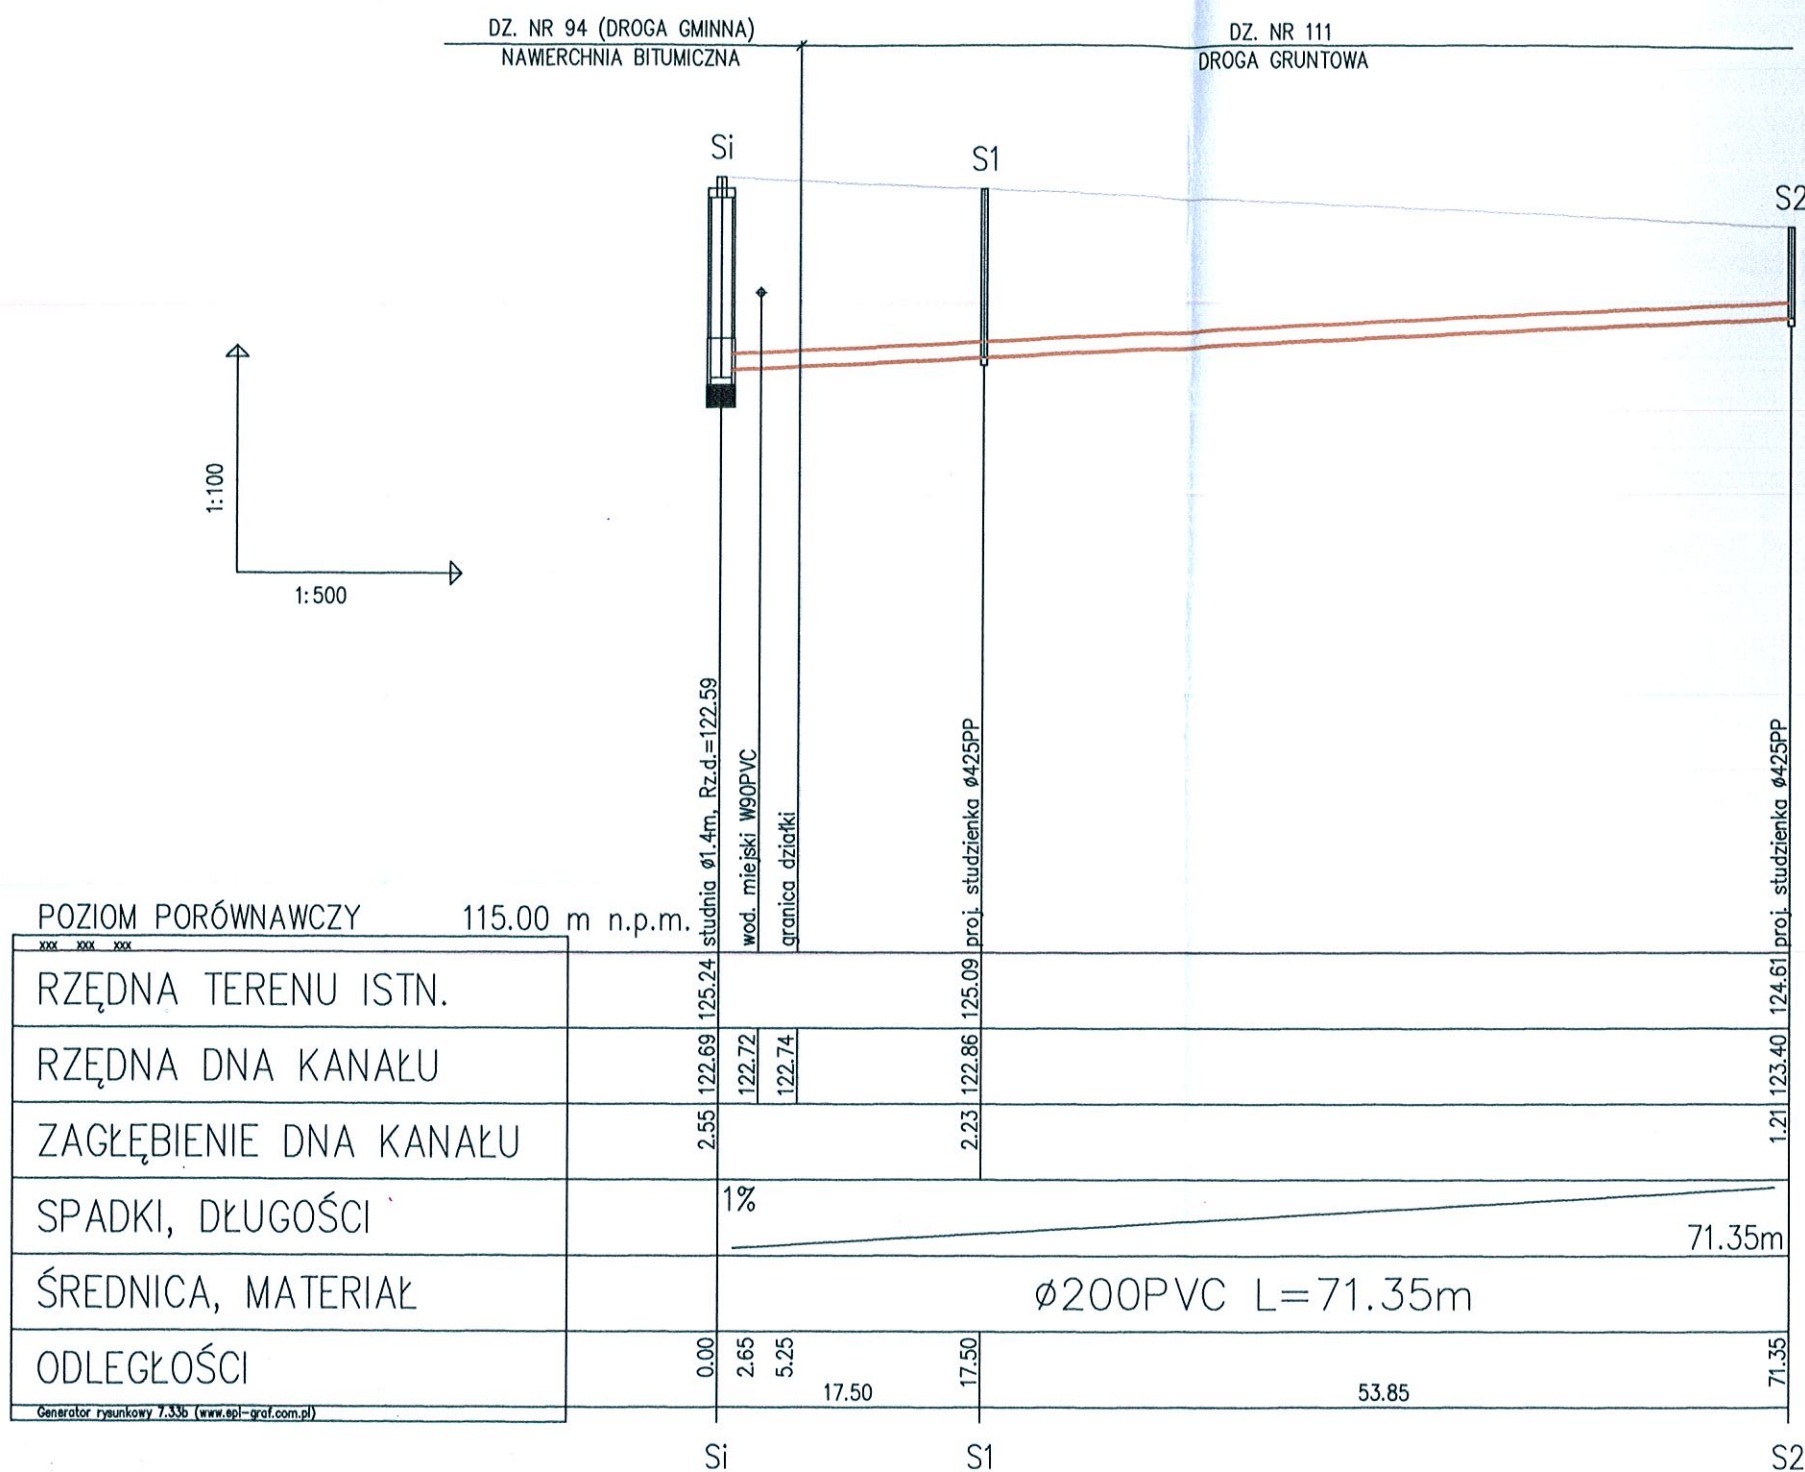 DZ. NR 94 (DROGA GMINNA)
NAWIERCHNIA BITUMICZNA
DZ. NR 111
DROGA GRUNTOWA
Si
S1
S2
1:100
1:500
studnia ø1.4m, Rz.d.=122.59
wod. miejski W90PVC
granica działki
proj. studzienka ø425PP
proj. studzienka ø425PP
POZIOM PORÓWNAWCZY 115.00 m n.p.m.
xxx xxx xxx
RZĘDNA TERENU ISTN. 125.24 125.09 124.61
RZĘDNA DNA KANAŁU 122.69 122.72 122.74 122.86 123.40
ZAGŁĘBIENIE DNA KANAŁU 2.55 2.23 1.21
SPADKI, DŁUGOŚCI 1% 71.35m
ŚREDNICA, MATERIAŁ ø200PVC L=71.35m
ODLEGŁOŚCI 0.00 2.65 5.25 17.50 71.35
17.50 53.85
Generator rysunkowy 7.33b (www.epi-graf.com.pl)
Si S1 S2